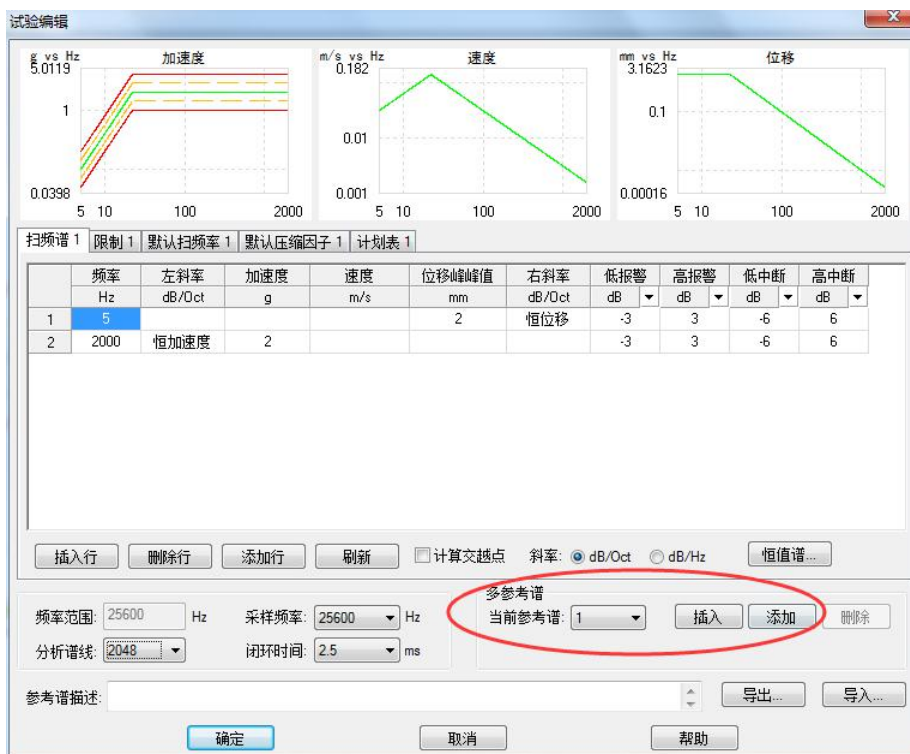 试验编辑
g vs Hz 加速度 m/s vs Hz 速度 mm vs Hz 位移
5.0119 0.182 3.1623
1 0.01 0.1
0.0398 0.001 0.00016
5 10 100 2000 5 10 100 2000 5 10 100 2000
扫频谱 1 限制 1 默认扫频率 1 默认压缩因子 1 计划表 1
频率 左斜率 加速度 速度 位移峰峰值 右斜率 低报警 高报警 低中断 高中断
Hz dB/Oct g m/s mm dB/Oct dB dB dB dB
1 5 2 恒位移 -3 3 -6 6
2 2000 恒加速度 2 -3 3 -6 6
插入行 删除行 添加行 刷新 计算交越点 斜率: dB/Oct dB/Hz 恒值谱...
多参考谱
频率范围: 25600 Hz 采样频率: 25600 Hz 当前参考谱: 1 插入 添加 删除
分析谱线: 2048 闭环时间: 2.5 ms
参考谱描述: 导出... 导入...
确定 取消 帮助